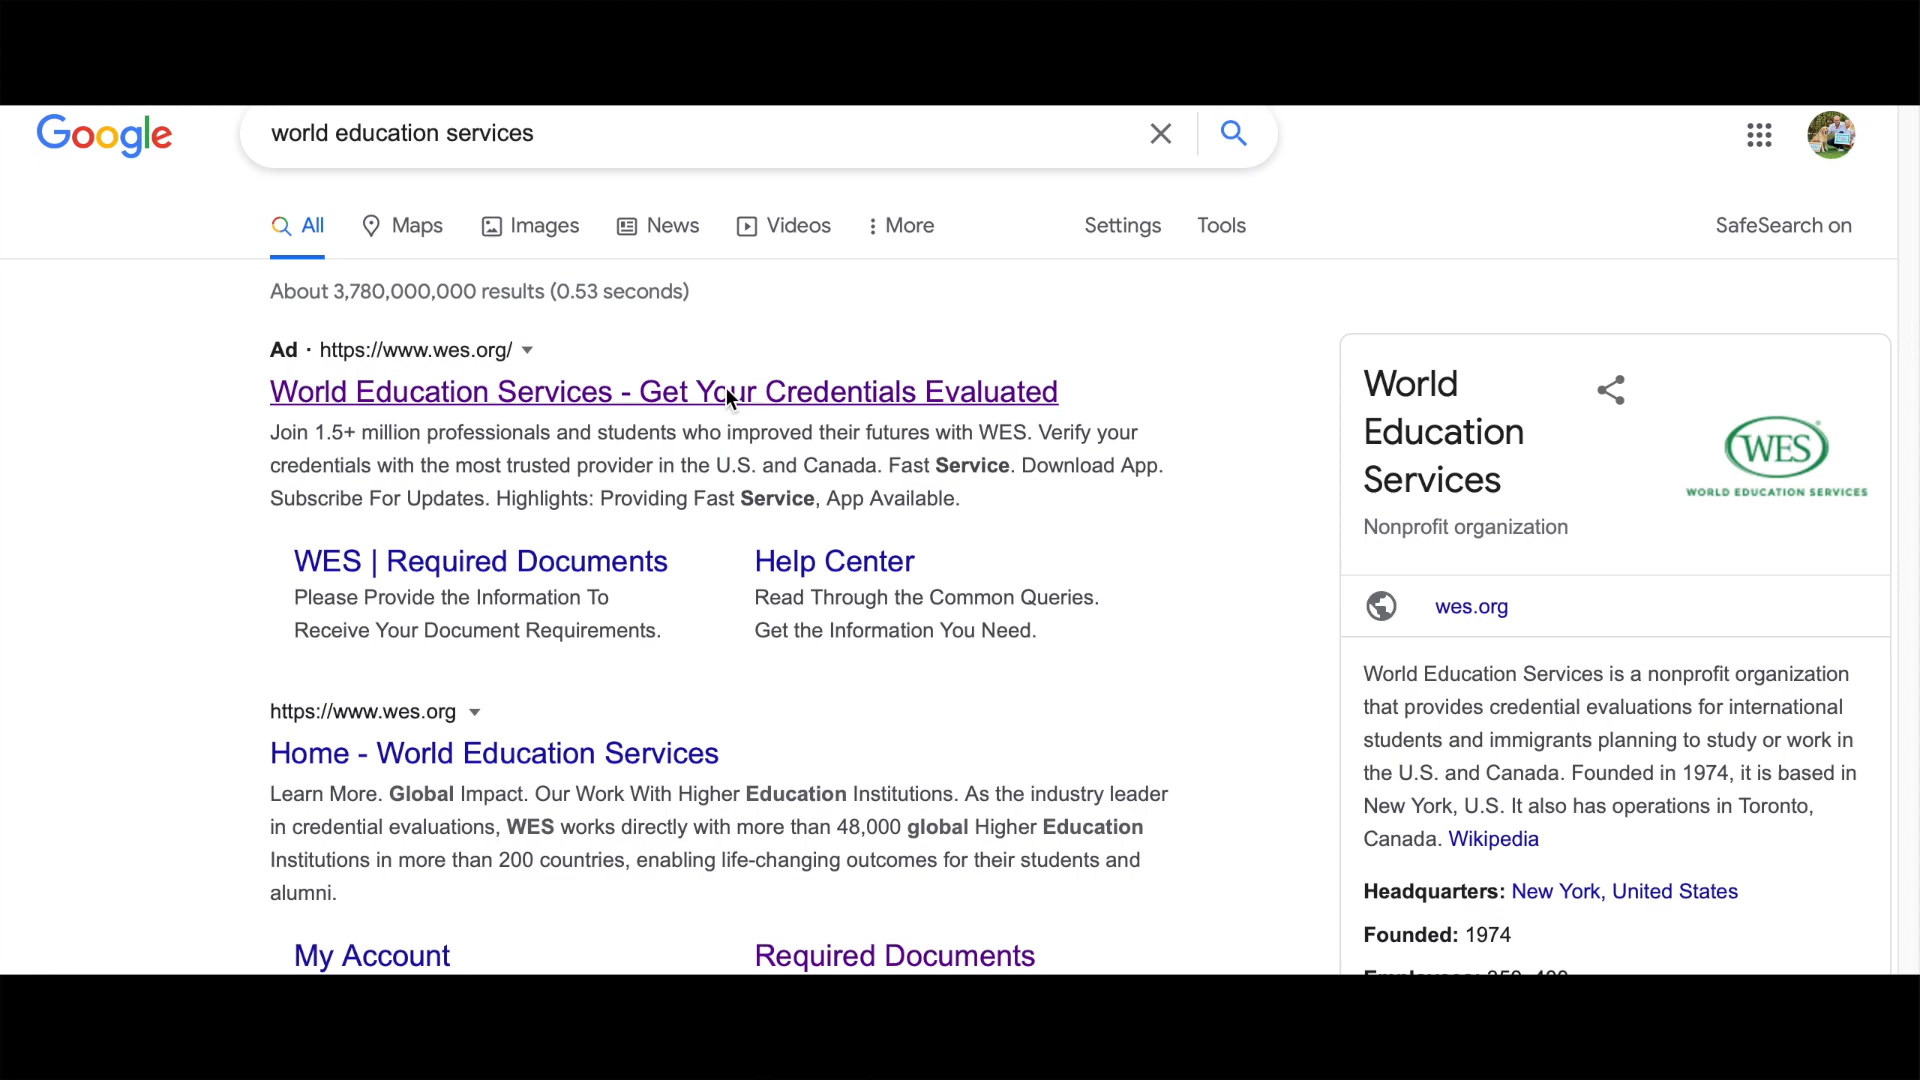 Google
world education services
All Maps Images News Videos More Settings Tools SafeSearch on
About 3,780,000,000 results (0.53 seconds)
Ad · https://www.wes.org/
World Education Services - Get Your Credentials Evaluated
Join 1.5+ million professionals and students who improved their futures with WES. Verify your
credentials with the most trusted provider in the U.S. and Canada. Fast Service. Download App.
Subscribe For Updates. Highlights: Providing Fast Service, App Available.
WES | Required Documents
Please Provide the Information To
Receive Your Document Requirements.
Help Center
Read Through the Common Queries.
Get the Information You Need.
https://www.wes.org
Home - World Education Services
Learn More. Global Impact. Our Work With Higher Education Institutions. As the industry leader
in credential evaluations, WES works directly with more than 48,000 global Higher Education
Institutions in more than 200 countries, enabling life-changing outcomes for their students and
alumni.
My Account
Required Documents
World
Education
Services
Nonprofit organization
WES
WORLD EDUCATION SERVICES
wes.org
World Education Services is a nonprofit organization
that provides credential evaluations for international
students and immigrants planning to study or work in
the U.S. and Canada. Founded in 1974, it is based in
New York, U.S. It also has operations in Toronto,
Canada. Wikipedia
Headquarters: New York, United States
Founded: 1974